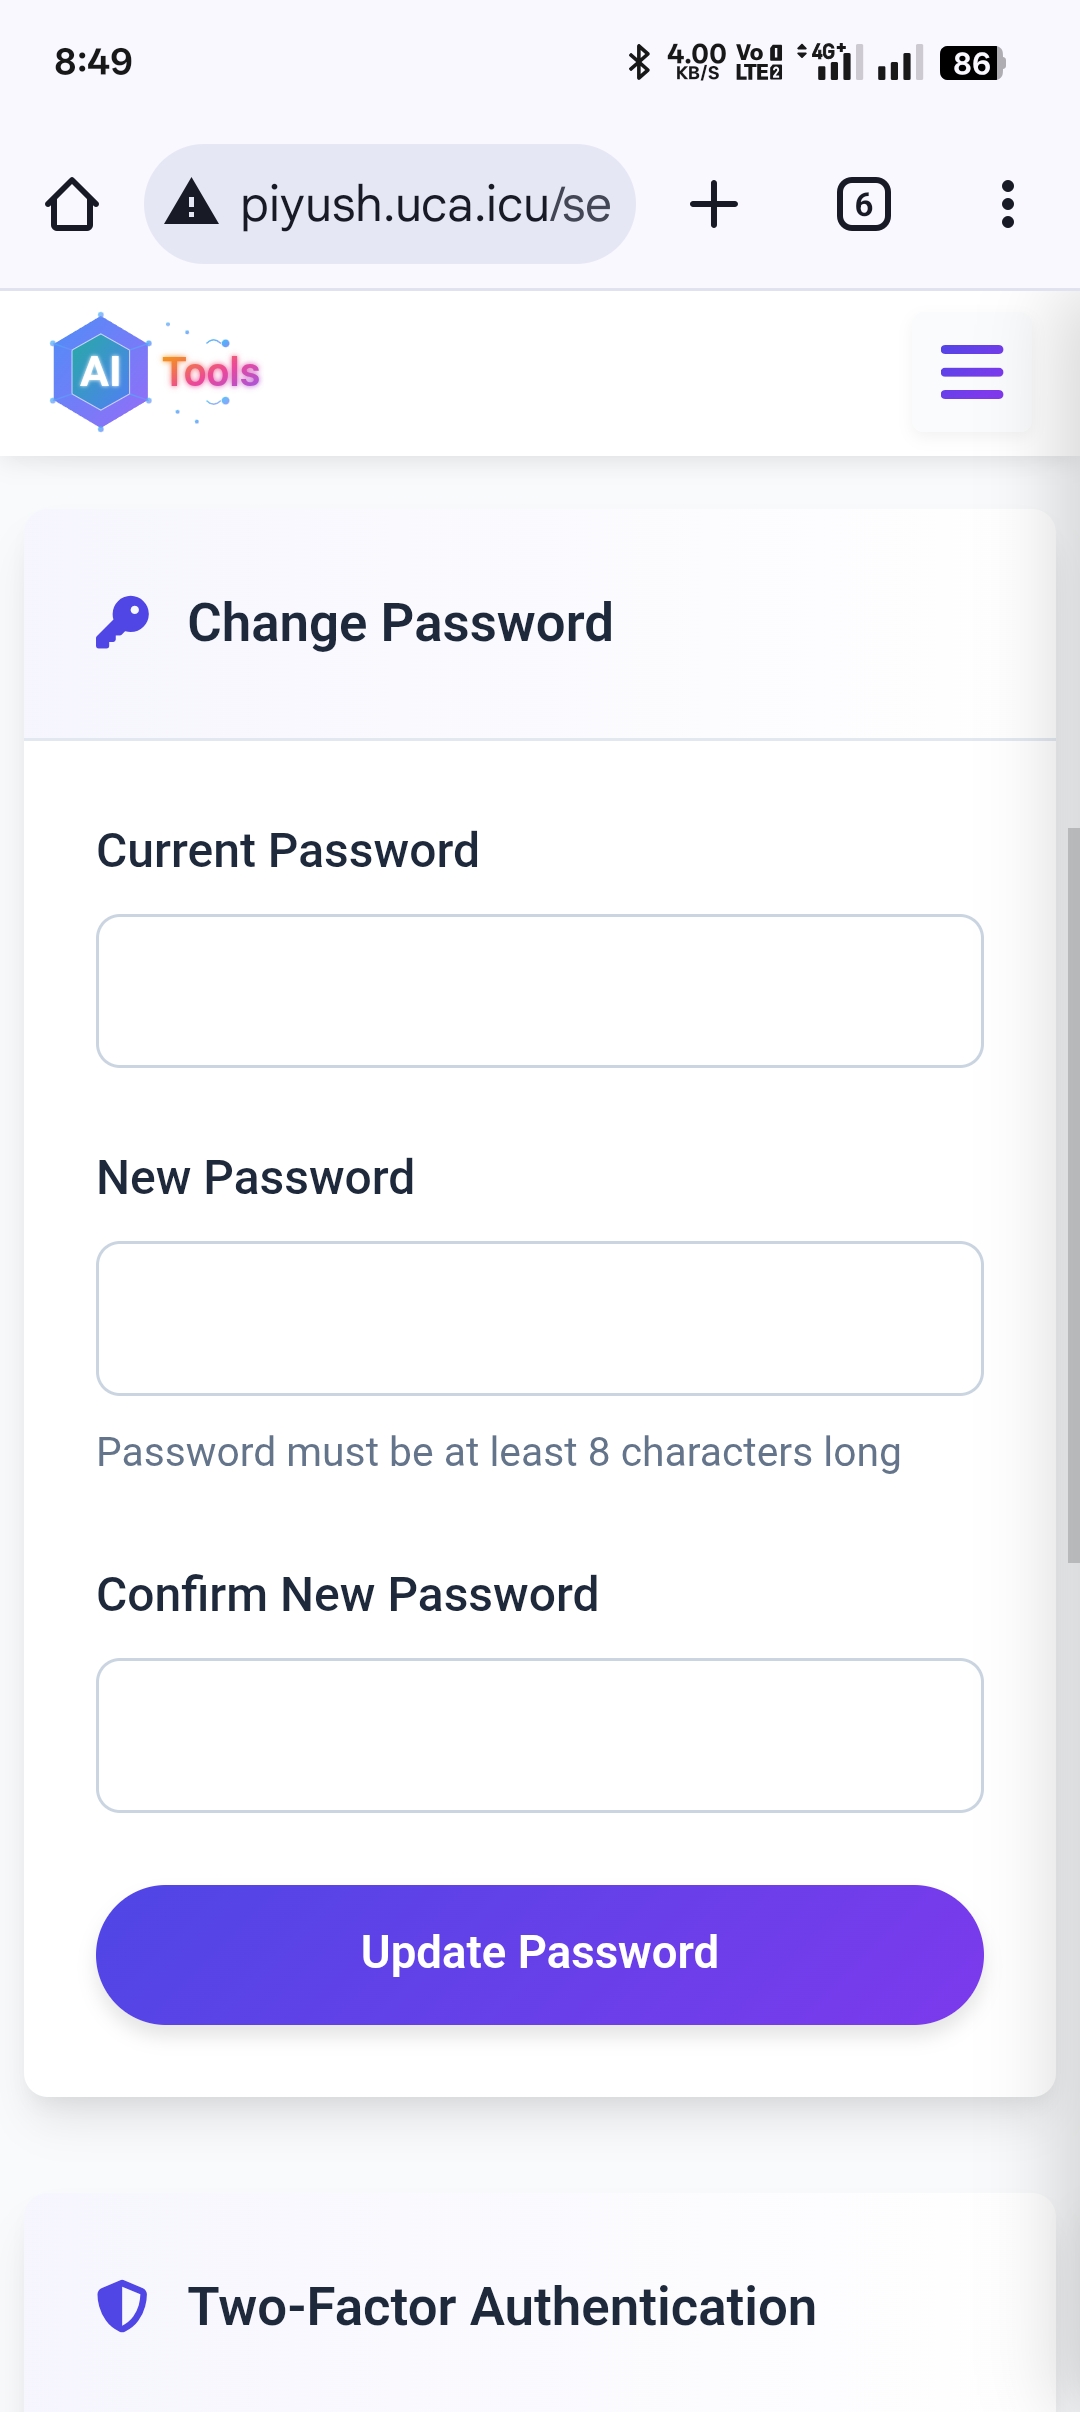 8:49
4.00 KB/S Vo LTE 1 2 4G+ 86
piyush.uca.icu/se
6
AI Tools
Change Password
Current Password
New Password
Password must be at least 8 characters long
Confirm New Password
Update Password
Two-Factor Authentication